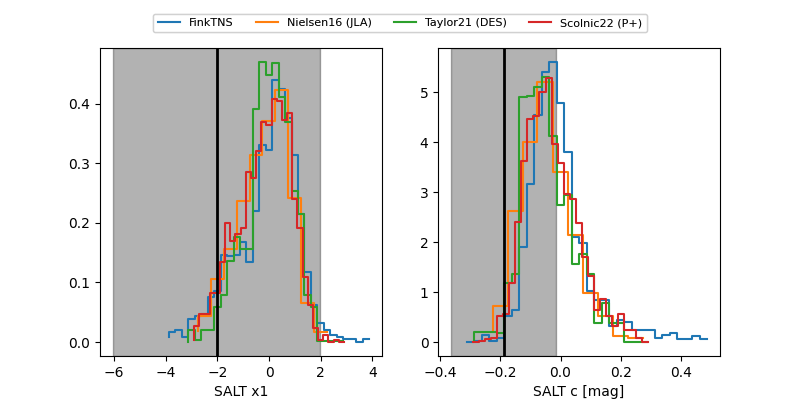 FinkTNS Nielsen16 (JLA) Taylor21 (DES) Scolnic22 (P+)
0.4
0.3
0.2
0.1
0.0
−6 −4 −2 0 2 4
SALT x1
5
4
3
2
1
0
−0.4 −0.2 0.0 0.2 0.4
SALT c [mag]